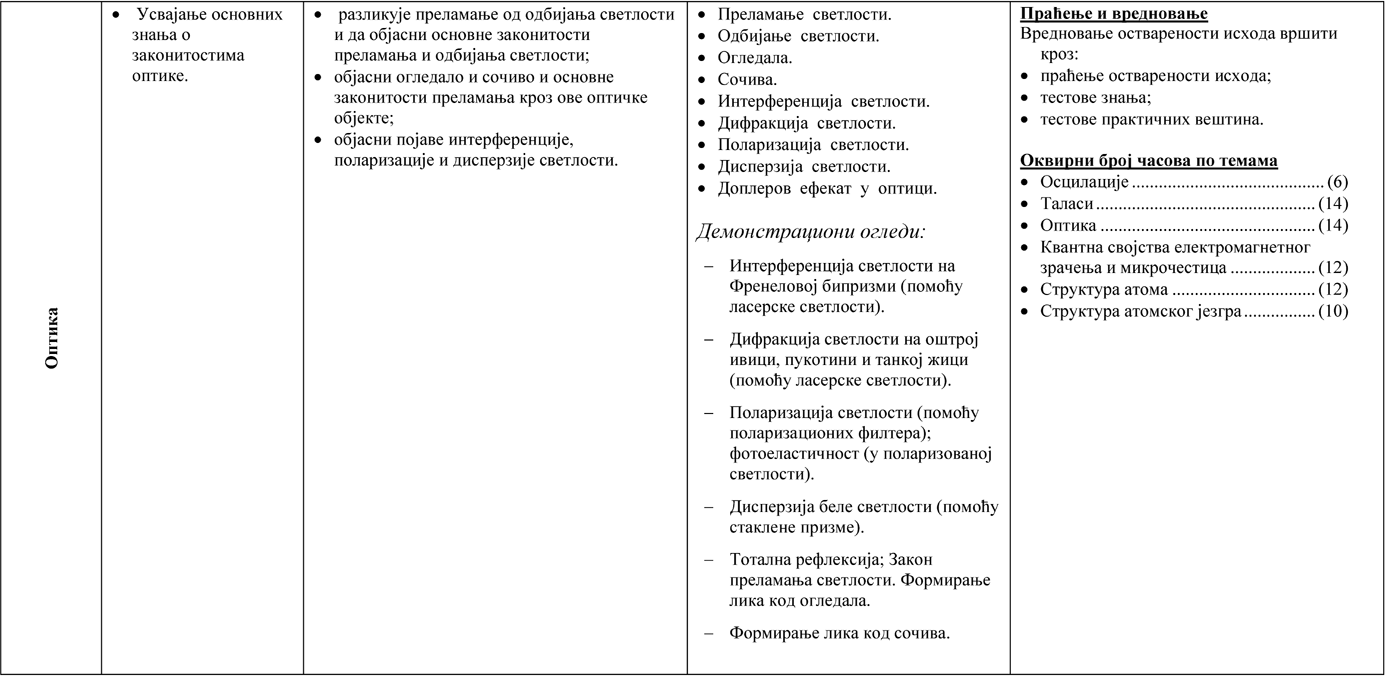 Оптика
• Усвајање основних
знања о
законитостима
оптике.
• разликује преламање од одбијања светлости
и да објасни основне законитости
преламања и одбијања светлости;
• објасни огледало и сочиво и основне
законитости преламања кроз ове оптичке
објекте;
• објасни појаве интерференције,
поларизације и дисперзије светлости.
• Преламање светлости.
• Одбијање светлости.
• Огледала.
• Сочива.
• Интерференција светлости.
• Дифракција светлости.
• Поларизација светлости.
• Дисперзија светлости.
• Доплеров ефекат у оптици.
Демонстрациони огледи:
– Интерференција светлости на
Френеловој бипризми (помоћу
ласерске светлости).
– Дифракција светлости на оштрој
ивици, пукотини и танкој жици
(помоћу ласерске светлости).
– Поларизација светлости (помоћу
поларизационих филтера);
фотоеластичност (у поларизованој
светлости).
– Дисперзија беле светлости (помоћу
стаклене призме).
– Тотална рефлексија; Закон
преламања светлости. Формирање
лика код огледала.
– Формирање лика код сочива.
Праћење и вредновање
Вредновање остварености исхода вршити
кроз:
• праћење остварености исхода;
• тестове знања;
• тестове практичних вештина.
Оквирни број часова по темама
• Осцилације ........................................... (6)
• Таласи ................................................. (14)
• Оптика ................................................ (14)
• Квантна својства електромагнетног
зрачења и микрочестица ................... (12)
• Структура атома ................................ (12)
• Структура атомског језгра ................ (10)